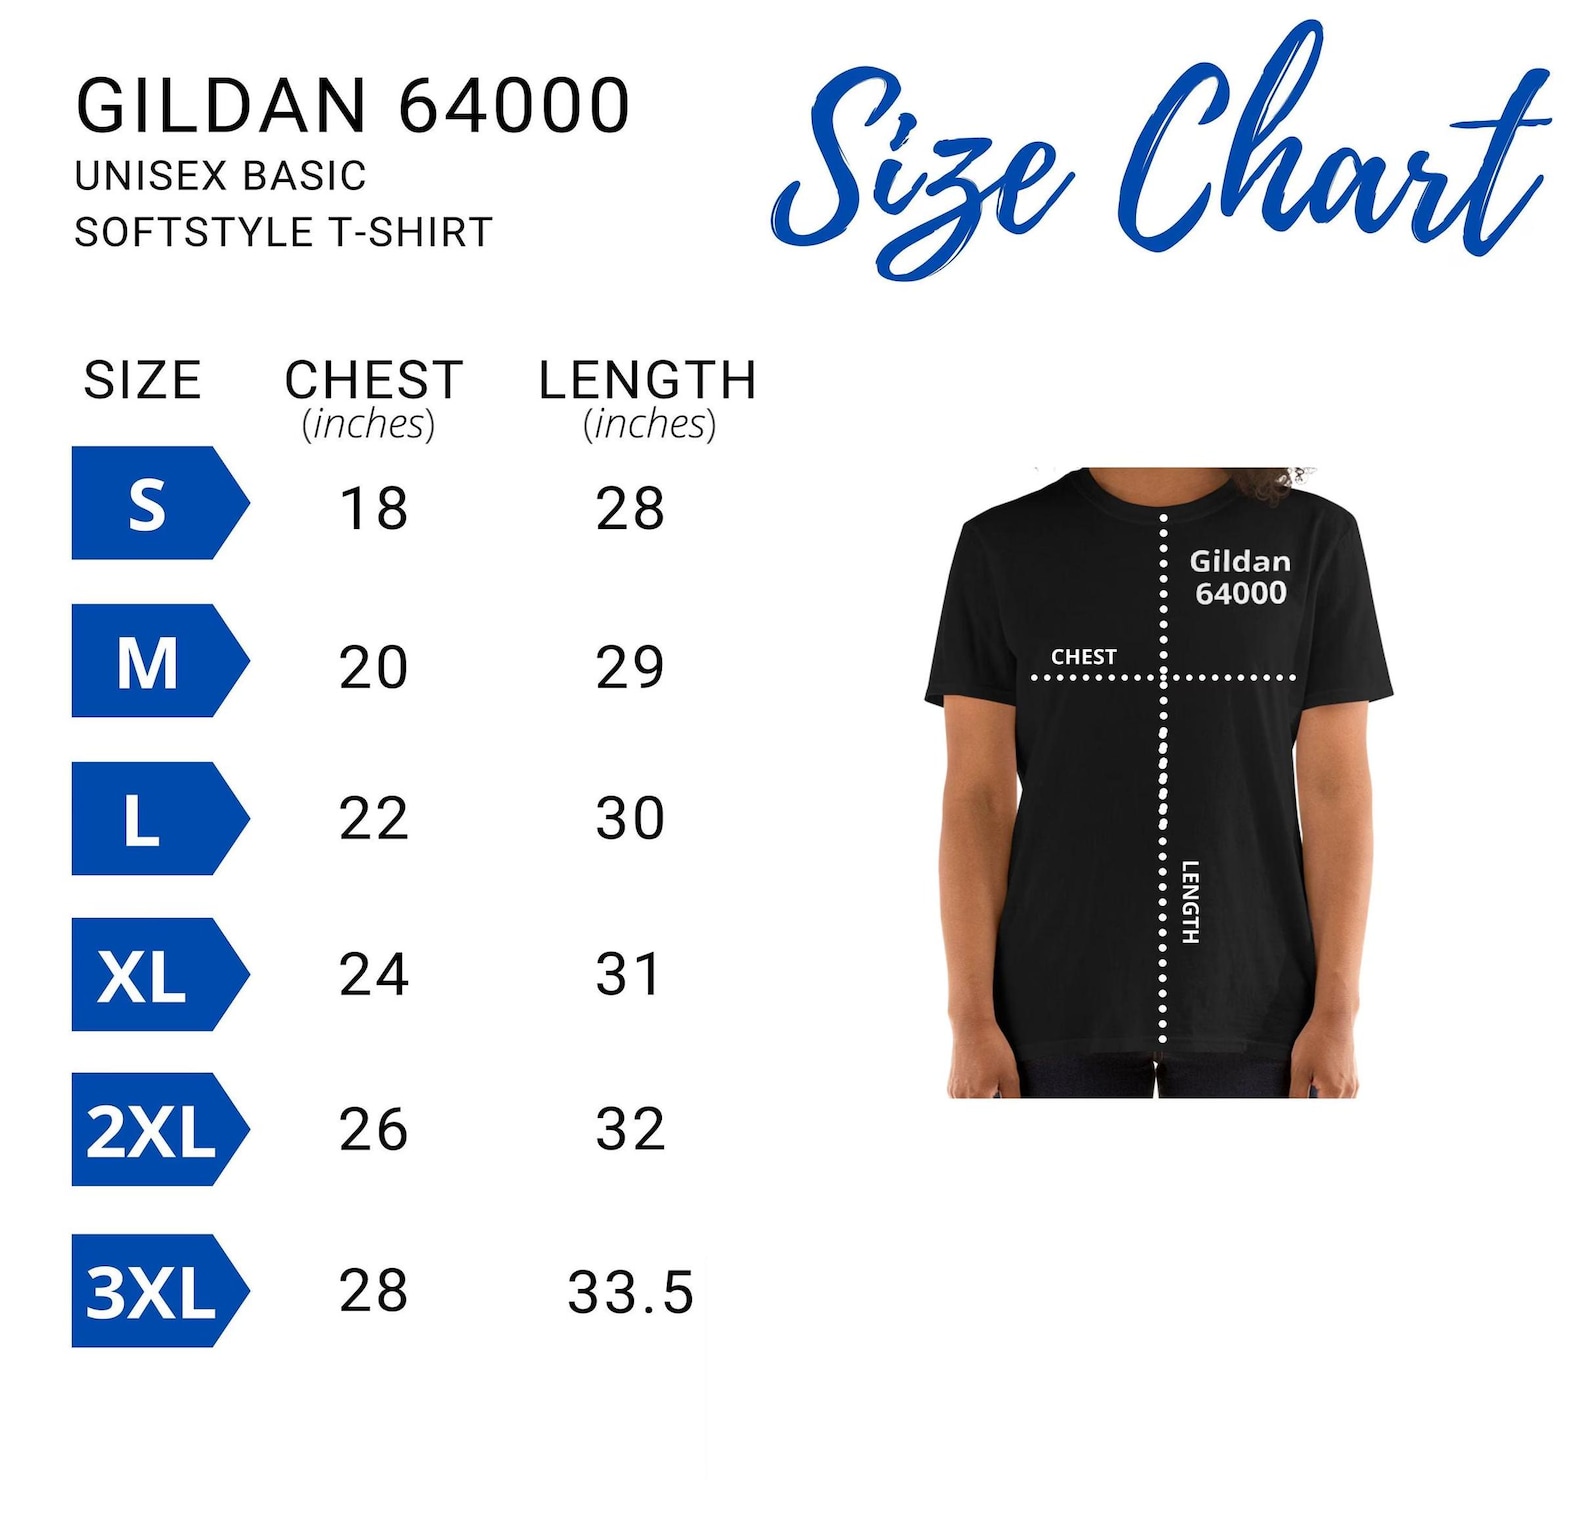 GILDAN 64000
UNISEX BASIC
SOFTSTYLE T-SHIRT
Size Chart
SIZE CHEST LENGTH
(inches) (inches)
S 18 28
M 20 29
L 22 30
XL 24 31
2XL 26 32
3XL 28 33.5
Gildan
64000
CHEST
LENGTH